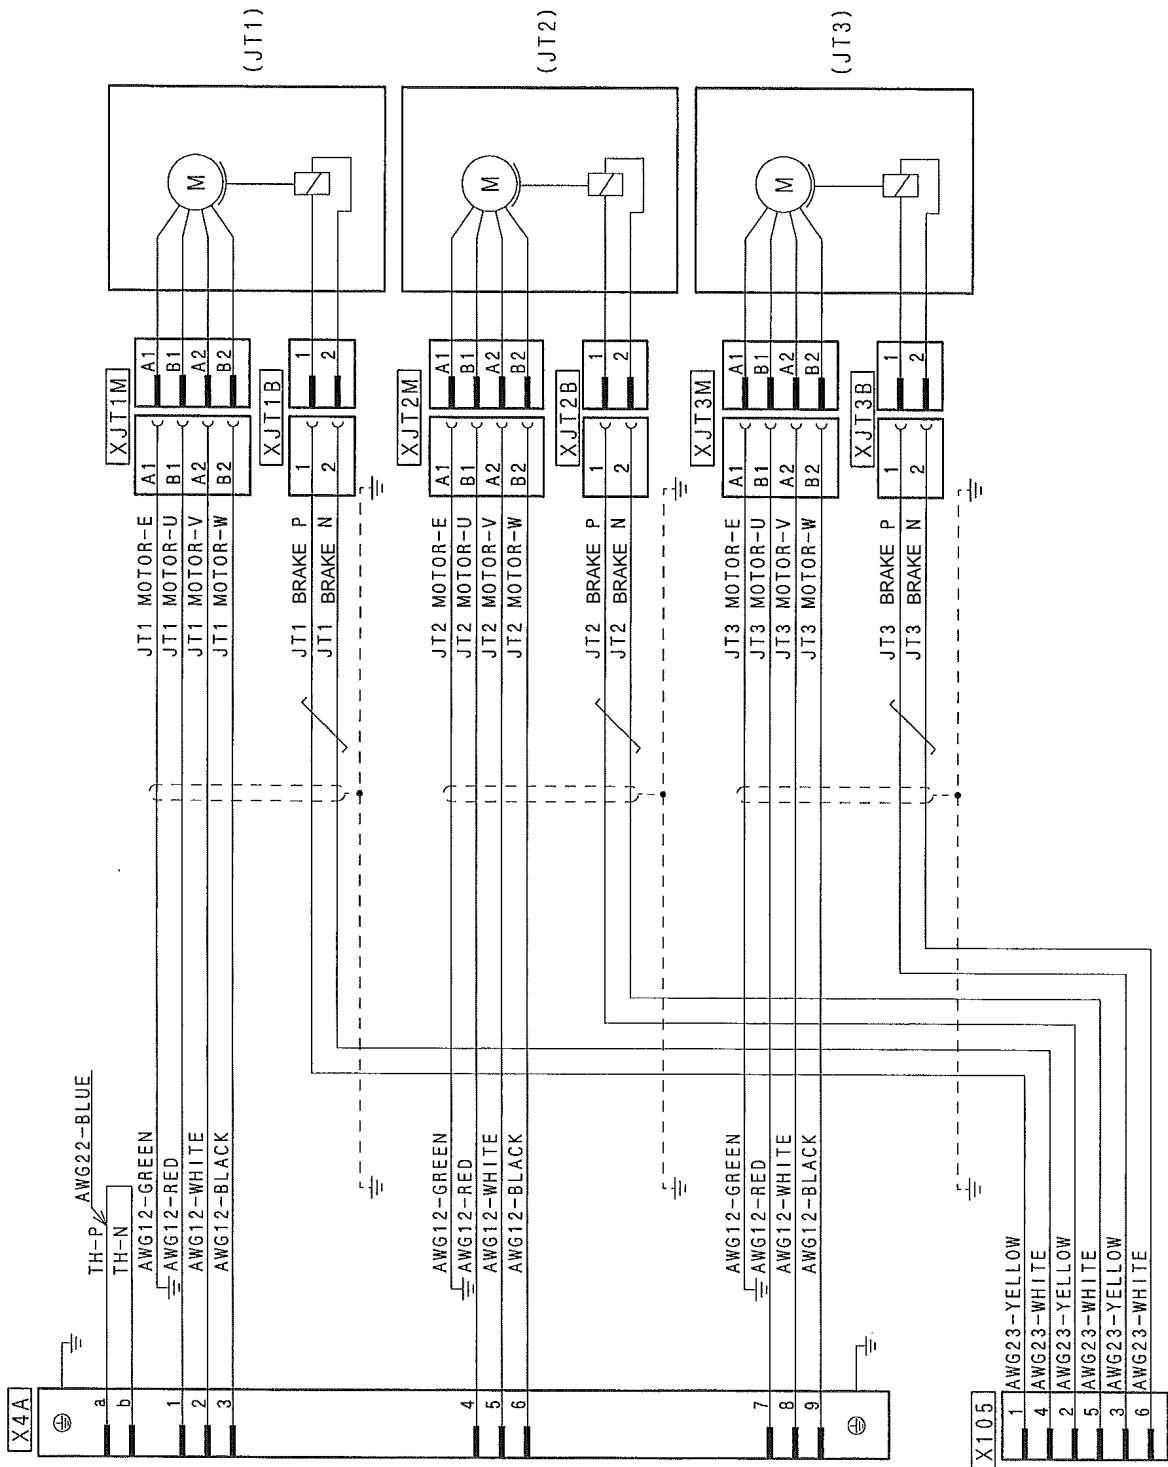 (JT1)
(JT2)
(JT3)
M
M
M
XJT1M
A1
B1
A2
B2
A1
B1
A2
B2
XJT1B
1
2
1
2
XJT2M
A1
B1
A2
B2
A1
B1
A2
B2
XJT2B
1
2
1
2
XJT3M
A1
B1
A2
B2
A1
B1
A2
B2
XJT3B
1
2
1
2
JT1 MOTOR-E
JT1 MOTOR-U
JT1 MOTOR-V
JT1 MOTOR-W
JT1 BRAKE P
JT1 BRAKE N
JT2 MOTOR-E
JT2 MOTOR-U
JT2 MOTOR-V
JT2 MOTOR-W
JT2 BRAKE P
JT2 BRAKE N
JT3 MOTOR-E
JT3 MOTOR-U
JT3 MOTOR-V
JT3 MOTOR-W
JT3 BRAKE P
JT3 BRAKE N
AWG22-BLUE
TH-P
TH-N
AWG12-GREEN
AWG12-RED
AWG12-WHITE
AWG12-BLACK
AWG12-GREEN
AWG12-RED
AWG12-WHITE
AWG12-BLACK
AWG12-GREEN
AWG12-RED
AWG12-WHITE
AWG12-BLACK
X4A
a
b
1
2
3
4
5
6
7
8
9
X105
1
4
2
5
3
6
AWG23-YELLOW
AWG23-WHITE
AWG23-YELLOW
AWG23-WHITE
AWG23-YELLOW
AWG23-WHITE